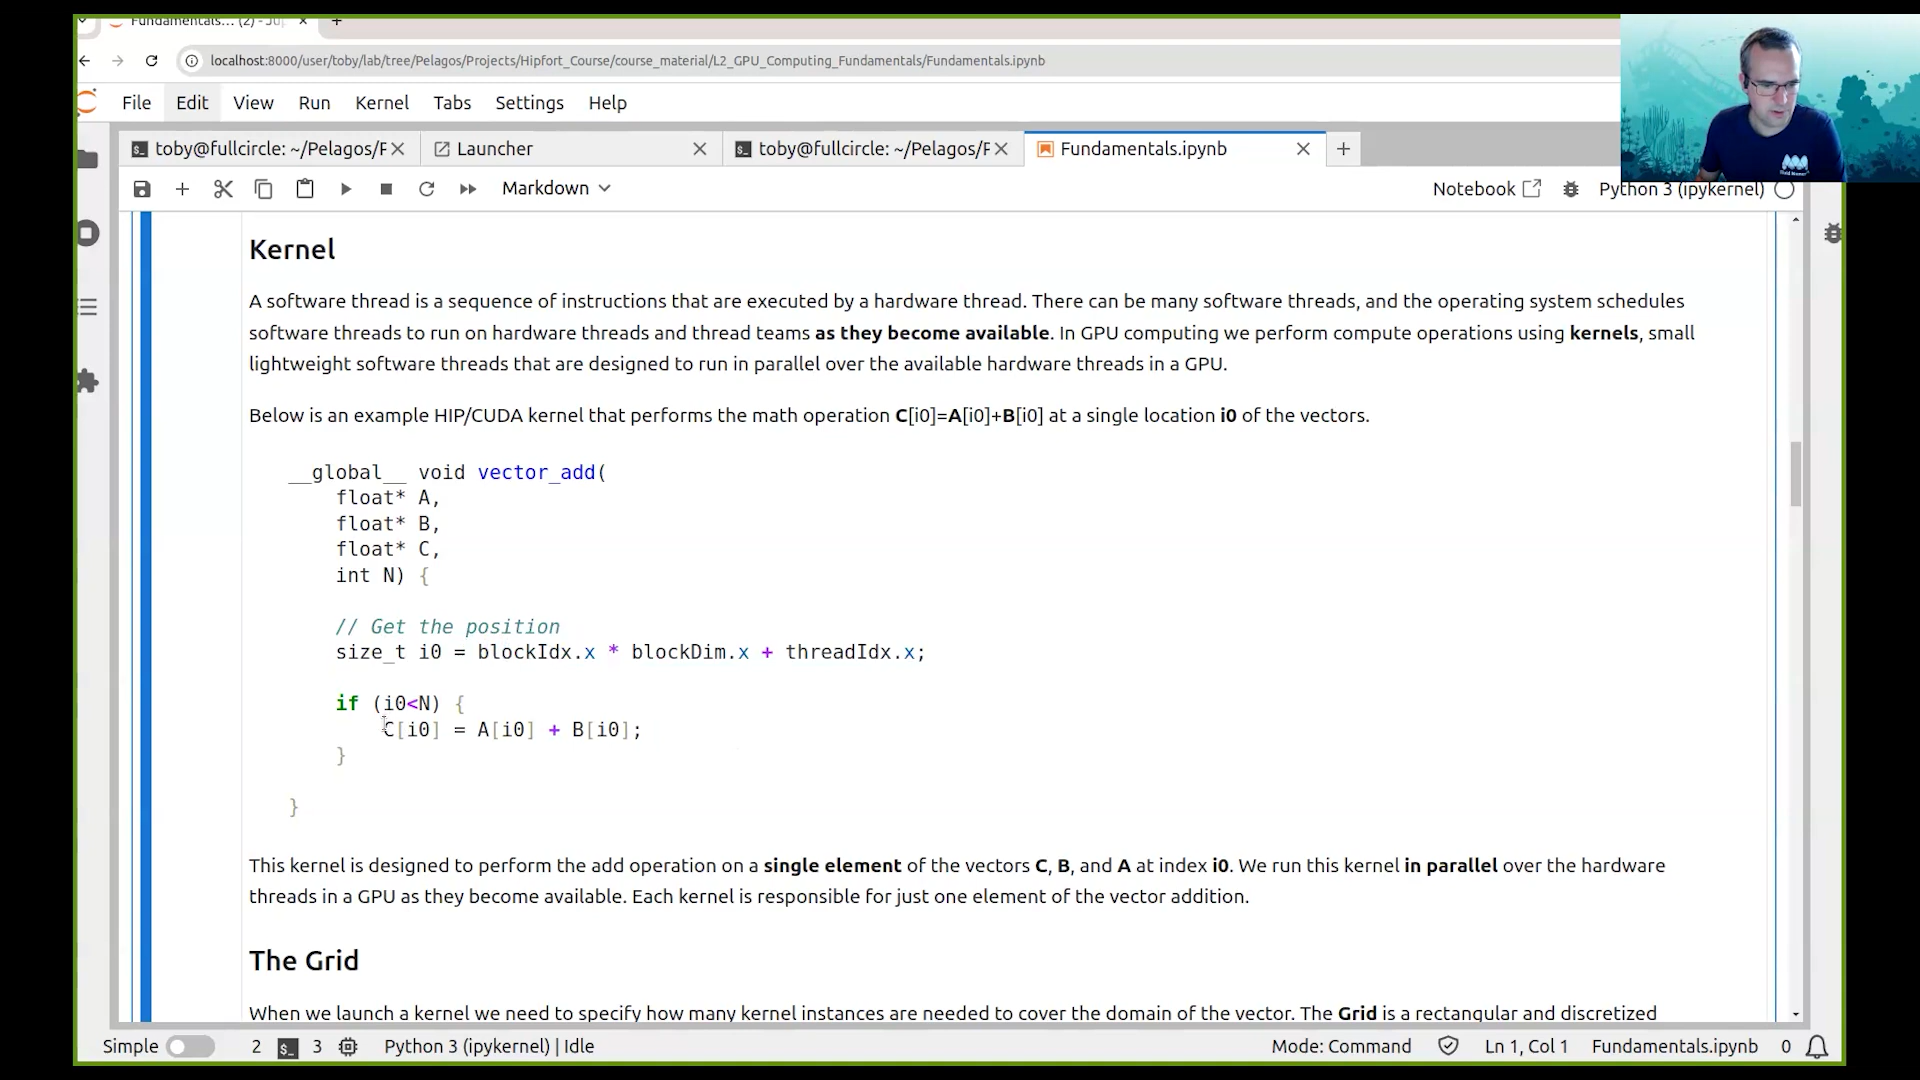 Fundamentals... (2) - Ju
localhost:8000/user/toby/lab/tree/Pelagos/Projects/Hipfort_Course/course_material/L2_GPU_Computing_Fundamentals/Fundamentals.ipynb
File Edit View Run Kernel Tabs Settings Help
toby@fullcircle: ~/Pelagos/P Launcher toby@fullcircle: ~/Pelagos/P Fundamentals.ipynb
Markdown Notebook Python 3 (ipykernel)
Kernel
A software thread is a sequence of instructions that are executed by a hardware thread. There can be many software threads, and the operating system schedules
software threads to run on hardware threads and thread teams as they become available. In GPU computing we perform compute operations using kernels, small
lightweight software threads that are designed to run in parallel over the available hardware threads in a GPU.
Below is an example HIP/CUDA kernel that performs the math operation C[i0]=A[i0]+B[i0] at a single location i0 of the vectors.
__global__ void vector_add(
float* A,
float* B,
float* C,
int N) {
// Get the position
size_t i0 = blockIdx.x * blockDim.x + threadIdx.x;
if (i0<N) {
C[i0] = A[i0] + B[i0];
}
}
This kernel is designed to perform the add operation on a single element of the vectors C, B, and A at index i0. We run this kernel in parallel over the hardware
threads in a GPU as they become available. Each kernel is responsible for just one element of the vector addition.
The Grid
When we launch a kernel we need to specify how many kernel instances are needed to cover the domain of the vector. The Grid is a rectangular and discretized
Simple 2 3 Python 3 (ipykernel) | Idle Mode: Command Ln 1, Col 1 Fundamentals.ipynb 0